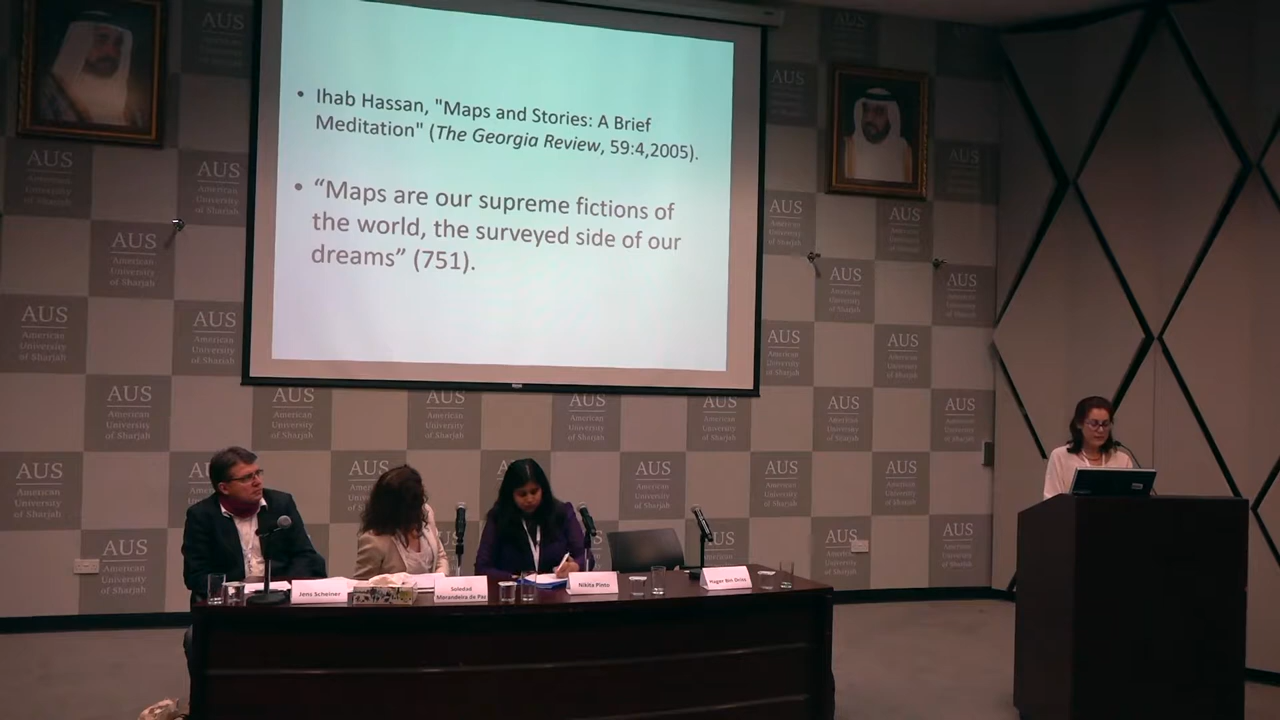 • Ihab Hassan, "Maps and Stories: A Brief
Meditation" (The Georgia Review, 59:4,2005).
• “Maps are our supreme fictions of
the world, the surveyed side of our
dreams” (751).
AUS
American
University
of Sharjah
Jens Scheiner
Soledad
Morandeira de Paz
Nikita Pinto
Hager Ben Driss